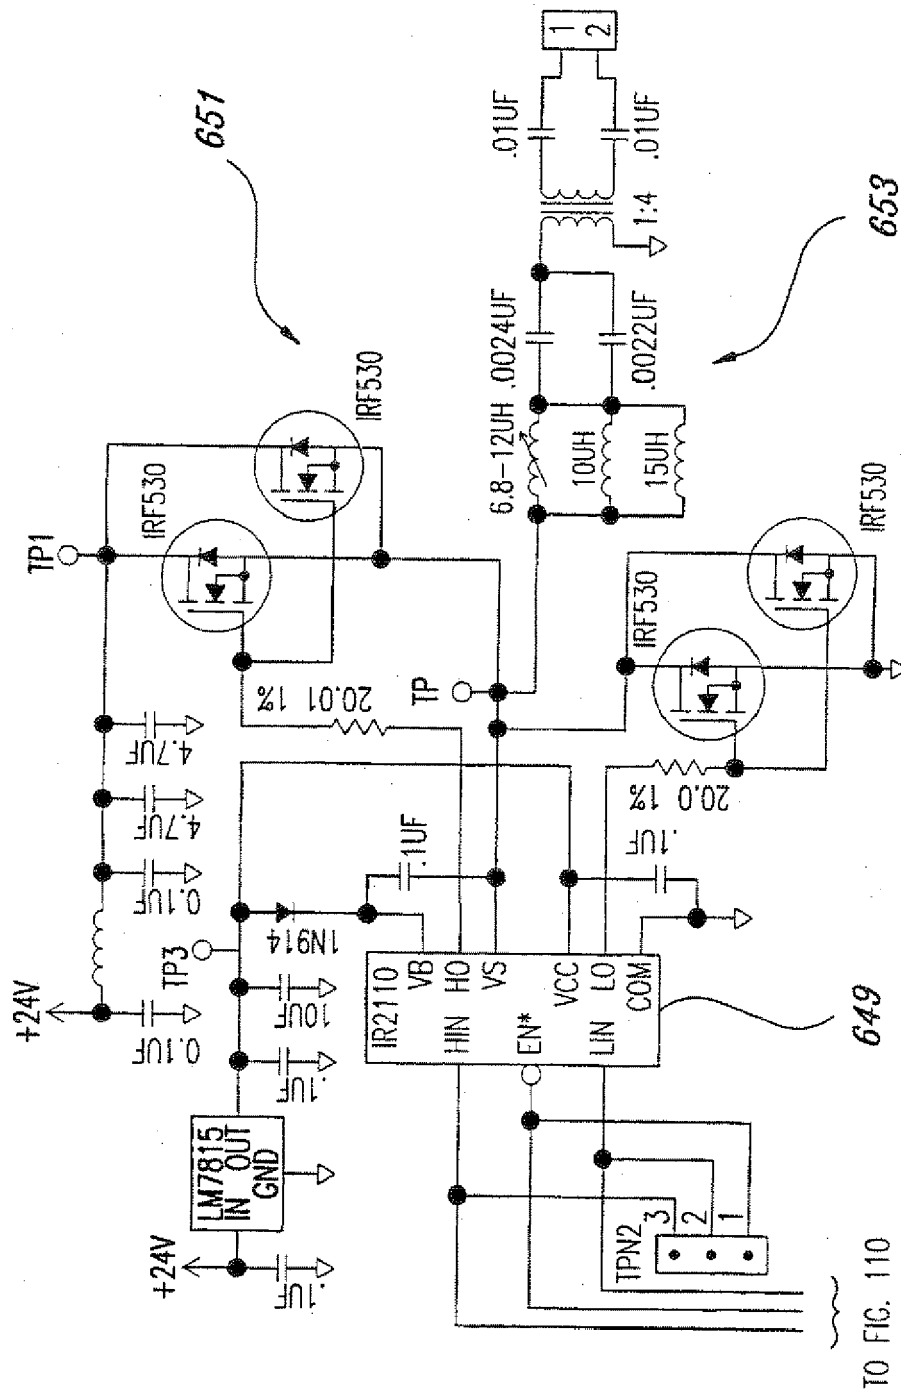 +24V
LM7815
IN OUT
GND
.1UF
.1UF
10UF
TP3
1N914
.1UF
+24V
0.1UF
0.1UF
4.7UF
4.7UF
TP1
IRF530
IRF530
651
20.01 1%
TP
IR2110
VB
HIN HO
VS
EN*
VCC
LIN LO
COM
649
.1UF
20.0 1%
IRF530
IRF530
6.8-12UH
10UH
15UH
.0024UF
.0022UF
1:4
.01UF
.01UF
1
2
653
TPN2
3
2
1
TO FIG. 110